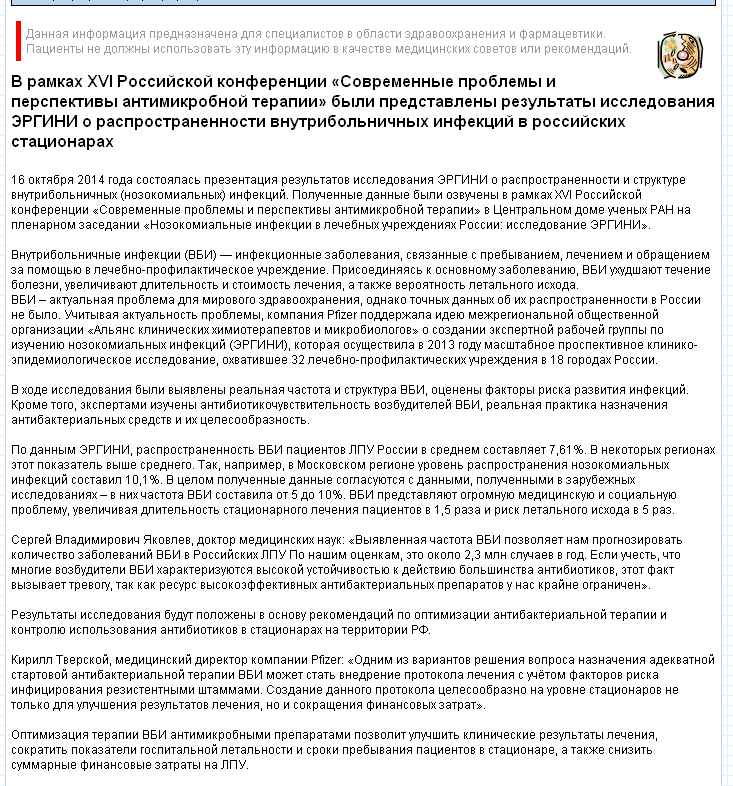 Данная информация предназначена для специалистов в области здравоохранения и фармацевтики.
Пациенты не должны использовать эту информацию в качестве медицинских советов или рекомендаций.
В рамках XVI Российской конференции «Современные проблемы и
перспективы антимикробной терапии» были представлены результаты исследования
ЭРГИНИ о распространенности внутрибольничных инфекций в российских
стационарах
16 октября 2014 года состоялась презентация результатов исследования ЭРГИНИ о распространенности и структуре
внутрибольничных (нозокомиальных) инфекций. Полученные данные были озвучены в рамках XVI Российской
конференции «Современные проблемы и перспективы антимикробной терапии» в Центральном доме ученых РАН на
пленарном заседании «Нозокомиальные инфекции в лечебных учреждениях России: исследование ЭРГИНИ».
Внутрибольничные инфекции (ВБИ) — инфекционные заболевания, связанные с пребыванием, лечением и обращением
за помощью в лечебно-профилактическое учреждение. Присоединяясь к основному заболеванию, ВБИ ухудшают течение
болезни, увеличивают длительность и стоимость лечения, а также вероятность летального исхода.
ВБИ – актуальная проблема для мирового здравоохранения, однако точных данных об их распространенности в России
не было. Учитывая актуальность проблемы, компания Pfizer поддержала идею межрегиональной общественной
организации «Альянс клинических химиотерапевтов и микробиологов» о создании экспертной рабочей группы по
изучению нозокомиальных инфекций (ЭРГИНИ), которая осуществила в 2013 году масштабное проспективное клинико-
эпидемиологическое исследование, охватившее 32 лечебно-профилактических учреждения в 18 городах России.
В ходе исследования были выявлены реальная частота и структура ВБИ, оценены факторы риска развития инфекций.
Кроме того, экспертами изучены антибиотикочувствительность возбудителей ВБИ, реальная практика назначения
антибактериальных средств и их целесообразность.
По данным ЭРГИНИ, распространенность ВБИ пациентов ЛПУ России в среднем составляет 7,61%. В некоторых регионах
этот показатель выше среднего. Так, например, в Московском регионе уровень распространения нозокомиальных
инфекций составил 10,1%. В целом полученные данные согласуются с данными, полученными в зарубежных
исследованиях – в них частота ВБИ составила от 5 до 10%. ВБИ представляют огромную медицинскую и социальную
проблему, увеличивая длительность стационарного лечения пациентов в 1,5 раза и риск летального исхода в 5 раз.
Сергей Владимирович Яковлев, доктор медицинских наук: «Выявленная частота ВБИ позволяет нам прогнозировать
количество заболеваний ВБИ в Российских ЛПУ По нашим оценкам, это около 2,3 млн случаев в год. Если учесть, что
многие возбудители ВБИ характеризуются высокой устойчивостью к действию большинства антибиотиков, этот факт
вызывает тревогу, так как ресурс высокоэффективных антибактериальных препаратов у нас крайне ограничен».
Результаты исследования будут положены в основу рекомендаций по оптимизации антибактериальной терапии и
контролю использования антибиотиков в стационарах на территории РФ.
Кирилл Тверской, медицинский директор компании Pfizer: «Одним из вариантов решения вопроса назначения адекватной
стартовой антибактериальной терапии ВБИ может стать внедрение протокола лечения с учётом факторов риска
инфицирования резистентными штаммами. Создание данного протокола целесообразно на уровне стационаров не
только для улучшения результатов лечения, но и сокращения финансовых затрат».
Оптимизация терапии ВБИ антимикробными препаратами позволит улучшить клинические результаты лечения,
сократить показатели госпитальной летальности и сроки пребывания пациентов в стационаре, а также снизить
суммарные финансовые затраты на ЛПУ.